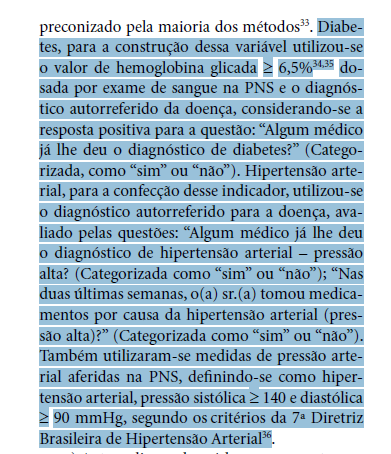 preconizado pela maioria dos métodos33. Diabe-
tes, para a construção dessa variável utilizou-se
o valor de hemoglobina glicada ≥ 6,5%34,35 do-
sada por exame de sangue na PNS e o diagnós-
tico autorreferido da doença, considerando-se a
resposta positiva para a questão: “Algum médico
já lhe deu o diagnóstico de diabetes?” (Catego-
rizada, como “sim” ou “não”). Hipertensão arte-
rial, para a confecção desse indicador, utilizou-se
o diagnóstico autorreferido para a doença, ava-
liado pelas questões: “Algum médico já lhe deu
o diagnóstico de hipertensão arterial – pressão
alta? (Categorizada como “sim” ou “não”); “Nas
duas últimas semanas, o(a) sr.(a) tomou medica-
mentos por causa da hipertensão arterial (pres-
são alta)?” (Categorizada como “sim” ou “não”).
Também utilizaram-se medidas de pressão arte-
rial aferidas na PNS, definindo-se como hiper-
tensão arterial, pressão sistólica ≥ 140 e diastólica
≥ 90 mmHg, segundo os critérios da 7ª Diretriz
Brasileira de Hipertensão Arterial36.